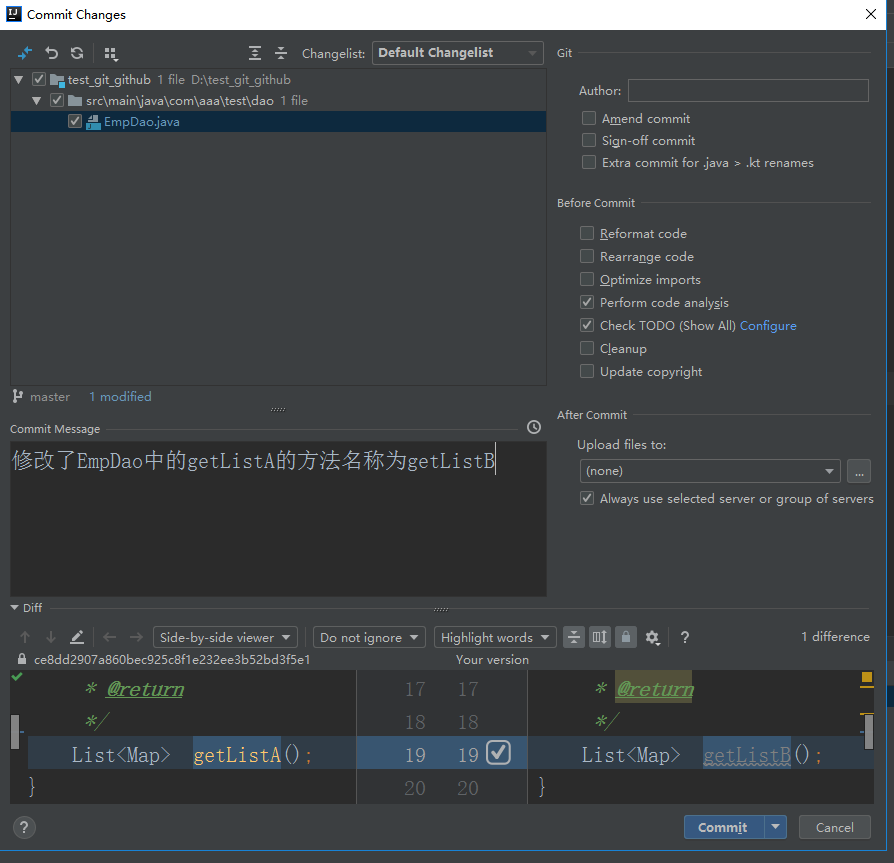 Commit Changes
Changelist: Default Changelist
test_git_github 1 file D:\test_git_github
src\main\java\com\aaa\test\dao 1 file
EmpDao.java
master 1 modified
Commit Message
修改了EmpDao中的getListA的方法名称为getListB
Git
Author:
Amend commit
Sign-off commit
Extra commit for .java > .kt renames
Before Commit
Reformat code
Rearrange code
Optimize imports
Perform code analysis
Check TODO (Show All) Configure
Cleanup
Update copyright
After Commit
Upload files to:
(none) ...
Always use selected server or group of servers
Diff
Side-by-side viewer Do not ignore Highlight words ? 1 difference
ce8dd2907a860bec925c8f1e232ee3b52bd3f5e1 Your version
* @return 17 17 * @return
*/ 18 18 */
List<Map> getListA(); 19 19 List<Map> getListB();
} 20 20 }
? Commit Cancel